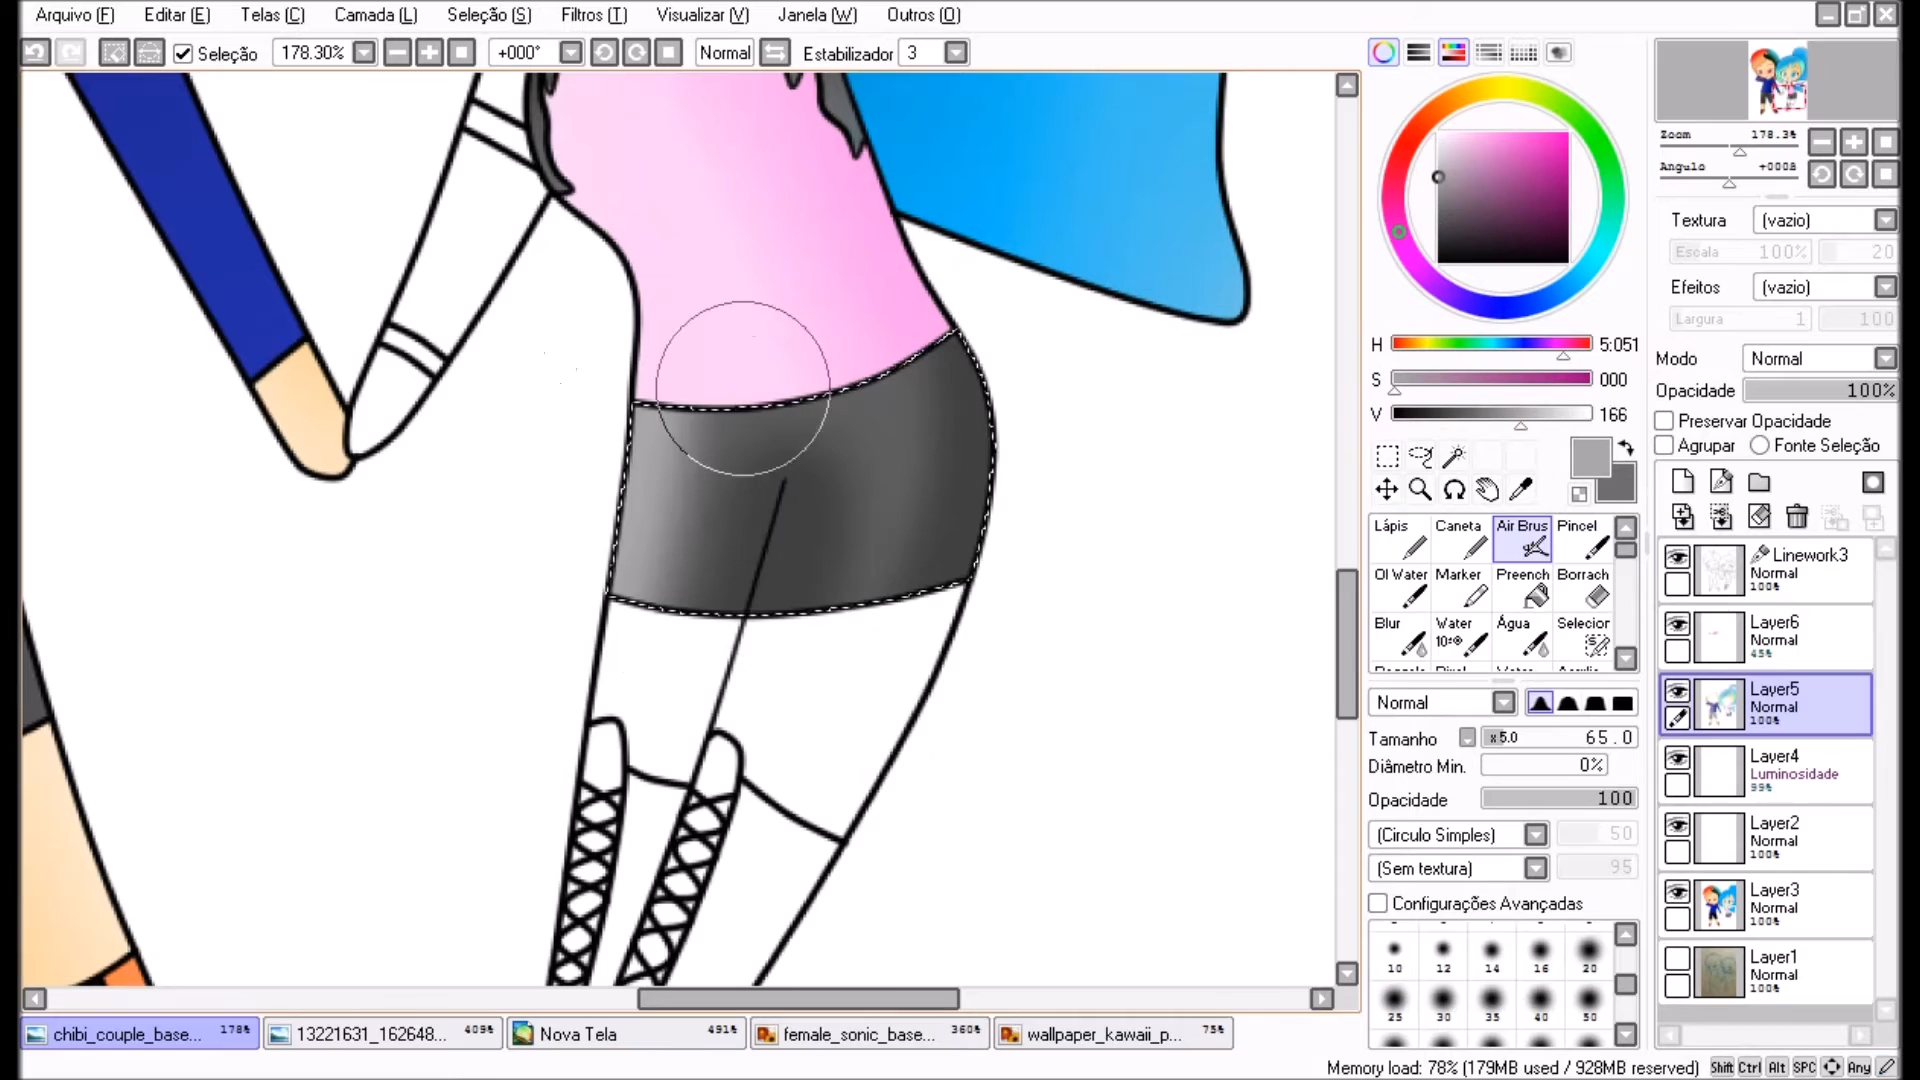 Arquivo (F) Editar (E) Telas (C) Camada (L) Seleção (S) Filtros (T) Visualizar (V) Janela (W) Outros (O)
Seleção 178.30% +000° Normal Estabilizador 3
Zoom 178.3%
Angulo +000Β
Textura (vazio)
Escala 100% 20
Efeitos (vazio)
Largura 1 100
Modo Normal
Opacidade 100%
Preservar Opacidade
Agrupar Fonte Seleção
H 5:051
S 000
V 166
Lápis Caneta Air Brus Pincel
Ol Water Marker Preench Borrach
Blur Water 10:® Água Selecior
Normal
Tamanho x5.0 65.0
Diâmetro Min. 0%
Opacidade 100
(Circulo Simples) 50
(Sem textura) 95
Configurações Avançadas
10 12 14 16 20
25 30 35 40 50
Linework3
Normal
100%
Layer6
Normal
45%
Layer5
Normal
100%
Layer4
Luminosidade
99%
Layer2
Normal
100%
Layer3
Normal
100%
Layer1
Normal
100%
chibi_couple_base... 178% 13221631_162648... 409% Nova Tela 491% female_sonic_base... 360% wallpaper_kawaii_p... 75%
Memory load: 78% (179MB used / 928MB reserved) Shift Ctrl Alt SPC Any